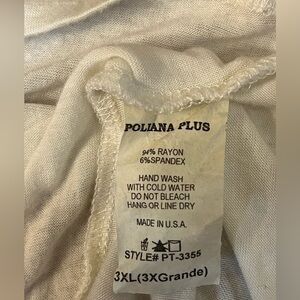 POLIANA PLUS
94% RAYON
6%SPANDEX
HAND WASH
WITH COLD WATER
DO NOT BLEACH
HANG OR LINE DRY
MADE IN U.S.A.
STYLE# PT-3355
3XL(3XGrande)